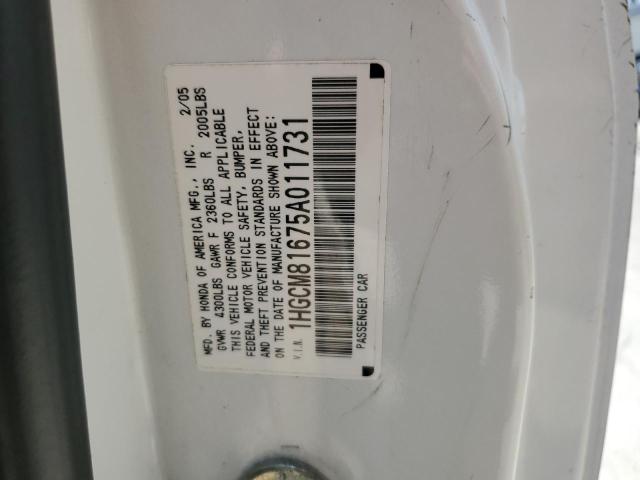 MFD. BY HONDA OF AMERICA MFG., INC. 2/05
GVWR 4300LBS GAWR F 2360LBS R 2005LBS
THIS VEHICLE CONFORMS TO ALL APPLICABLE
FEDERAL MOTOR VEHICLE SAFETY, BUMPER,
AND THEFT PREVENTION STANDARDS IN EFFECT
ON THE DATE OF MANUFACTURE SHOWN ABOVE:
V.I.N. 1HGCM81675A011731
PASSENGER CAR